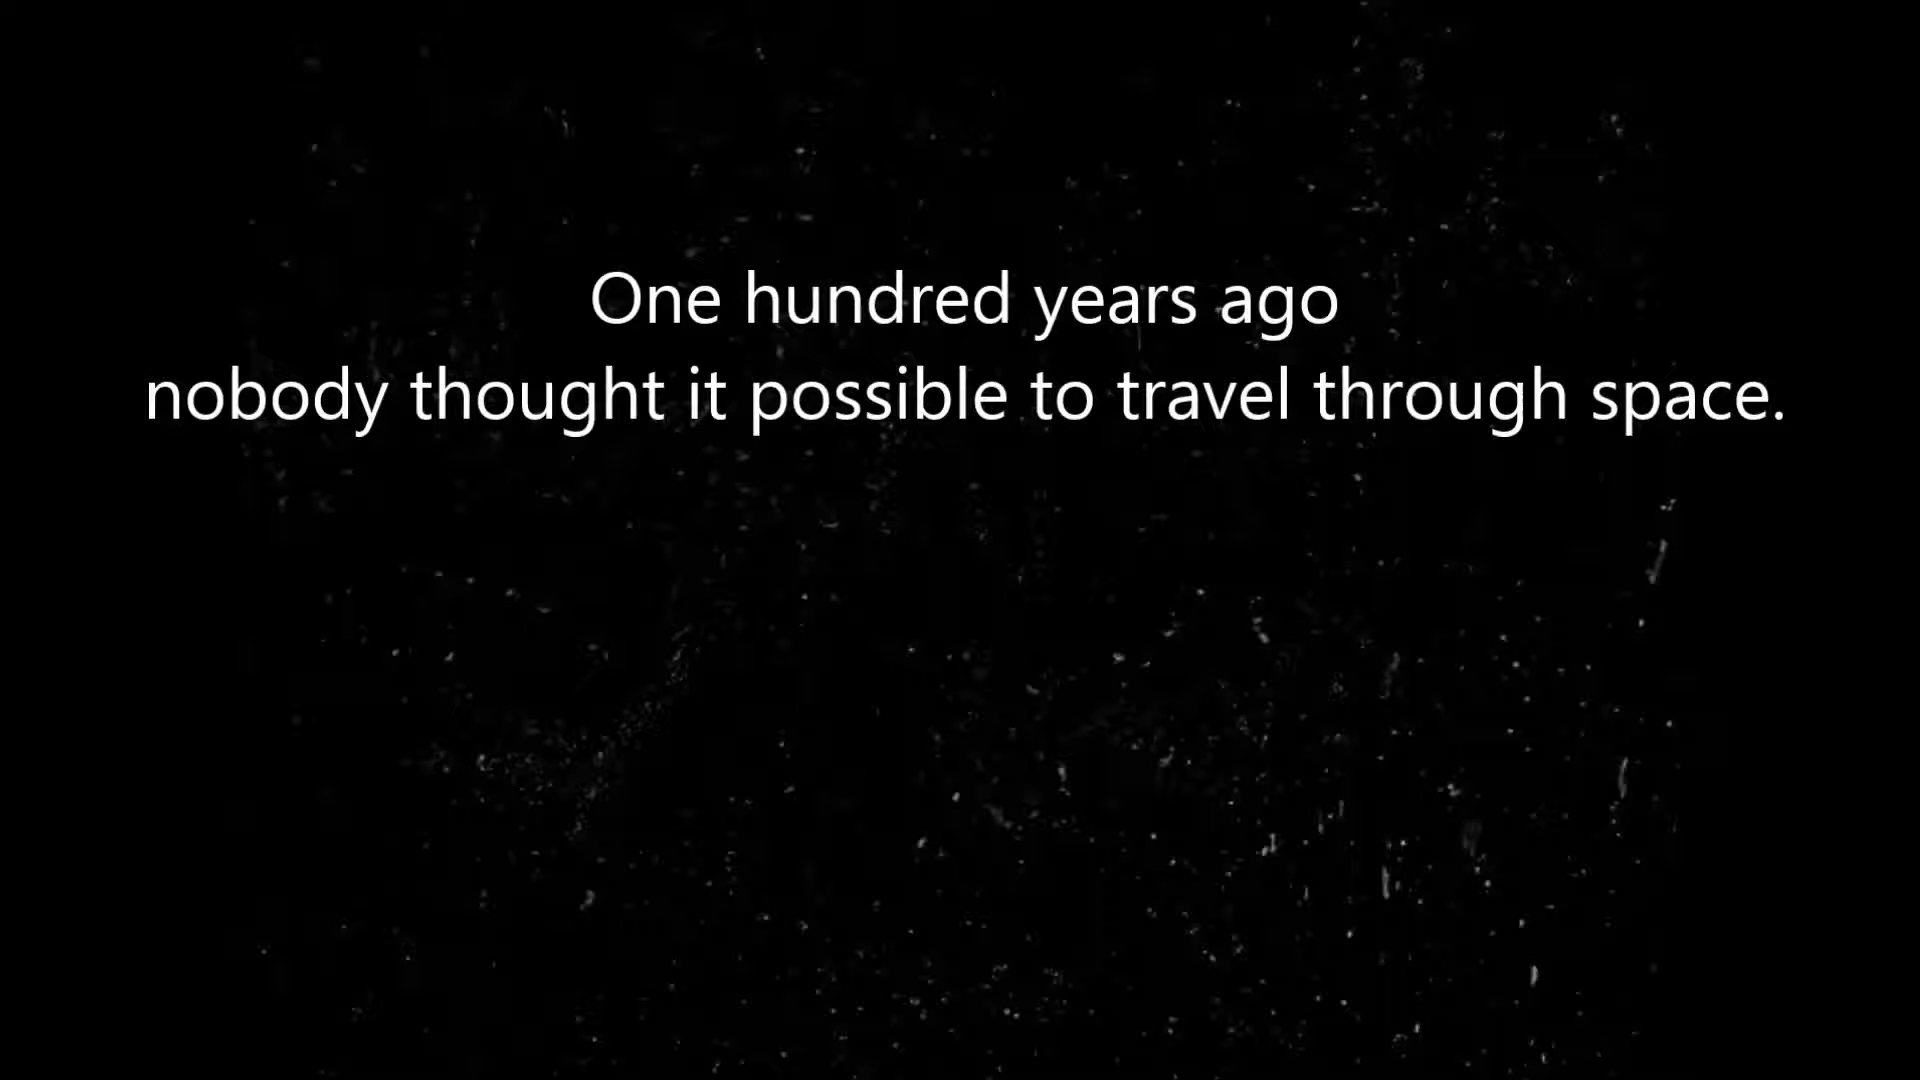 One hundred years ago
nobody thought it possible to travel through space.